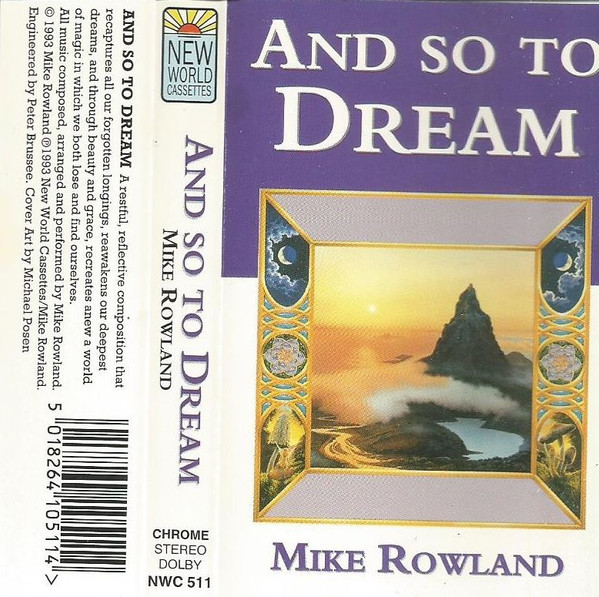 AND SO TO DREAM A restful, reflective composition that
recaptures all our forgotten longings, reawakens our deepest
dreams, and through beauty and grace, recreates anew a world
of magic in which we both lose and find ourselves.
All music composed, arranged and performed by Mike Rowland.
© 1993 Mike Rowland ℗ 1993 New World Cassettes/Mike Rowland.
Engineered by Peter Brussee. Cover Art by Michael Posen
5 018264 105114 >
NEW
WORLD
CASSETTES
AND SO TO DREAM
MIKE ROWLAND
CHROME
STEREO
DOLBY
NWC 511
AND SO TO
DREAM
MIKE ROWLAND